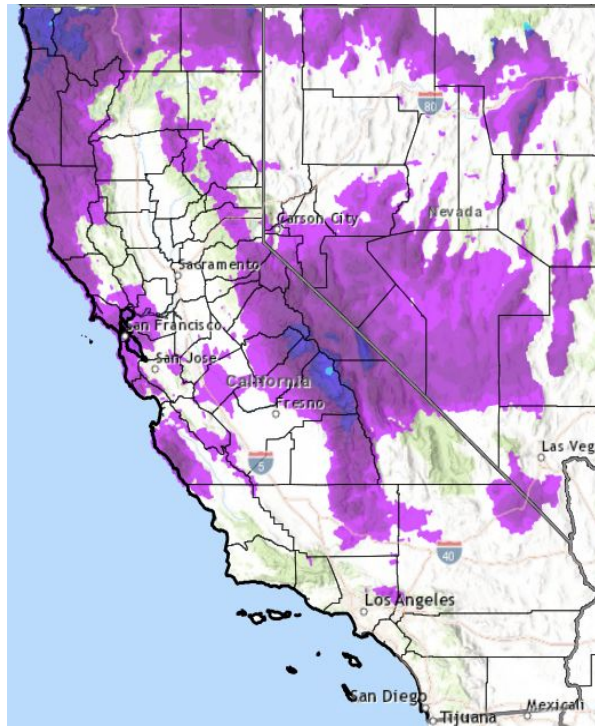 80
Nevada
Carson City
Sacramento
San Francisco
San Jose
California
Fresno
5
Las Veg
40
Los Angeles
San Diego
Tijuana
Mexicali